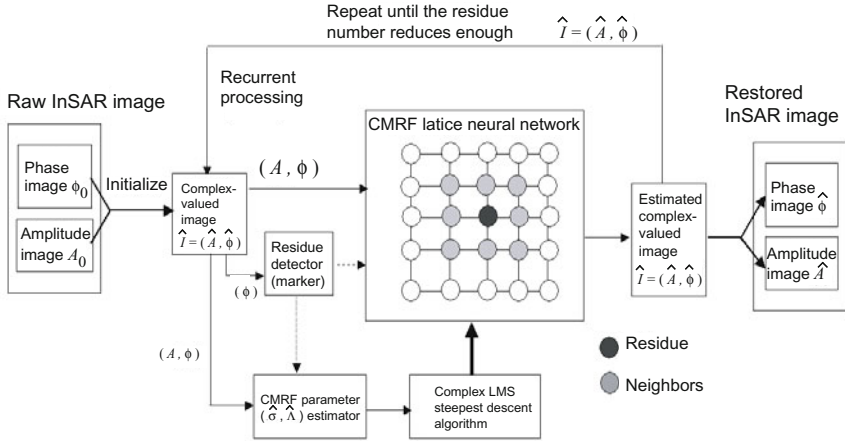 Repeat until the residue
number reduces enough
Î = (Â, ϕ̂)
Recurrent
processing
Raw InSAR image
Phase
image ϕ₀
Amplitude
image A₀
Initialize
Complex-
valued
image
Î = (Â, ϕ̂)
(A, ϕ)
(ϕ)
Residue
detector
(marker)
(A, ϕ)
CMRF latice neural network
CMRF parameter
(σ̂, Λ̂) estimator
Complex LMS
steepest descent
algorithm
Residue
Neighbors
Estimated
complex-
valued
image
Î = (Â, ϕ̂)
Restored
InSAR image
Phase
image ϕ̂
Amplitude
image Â